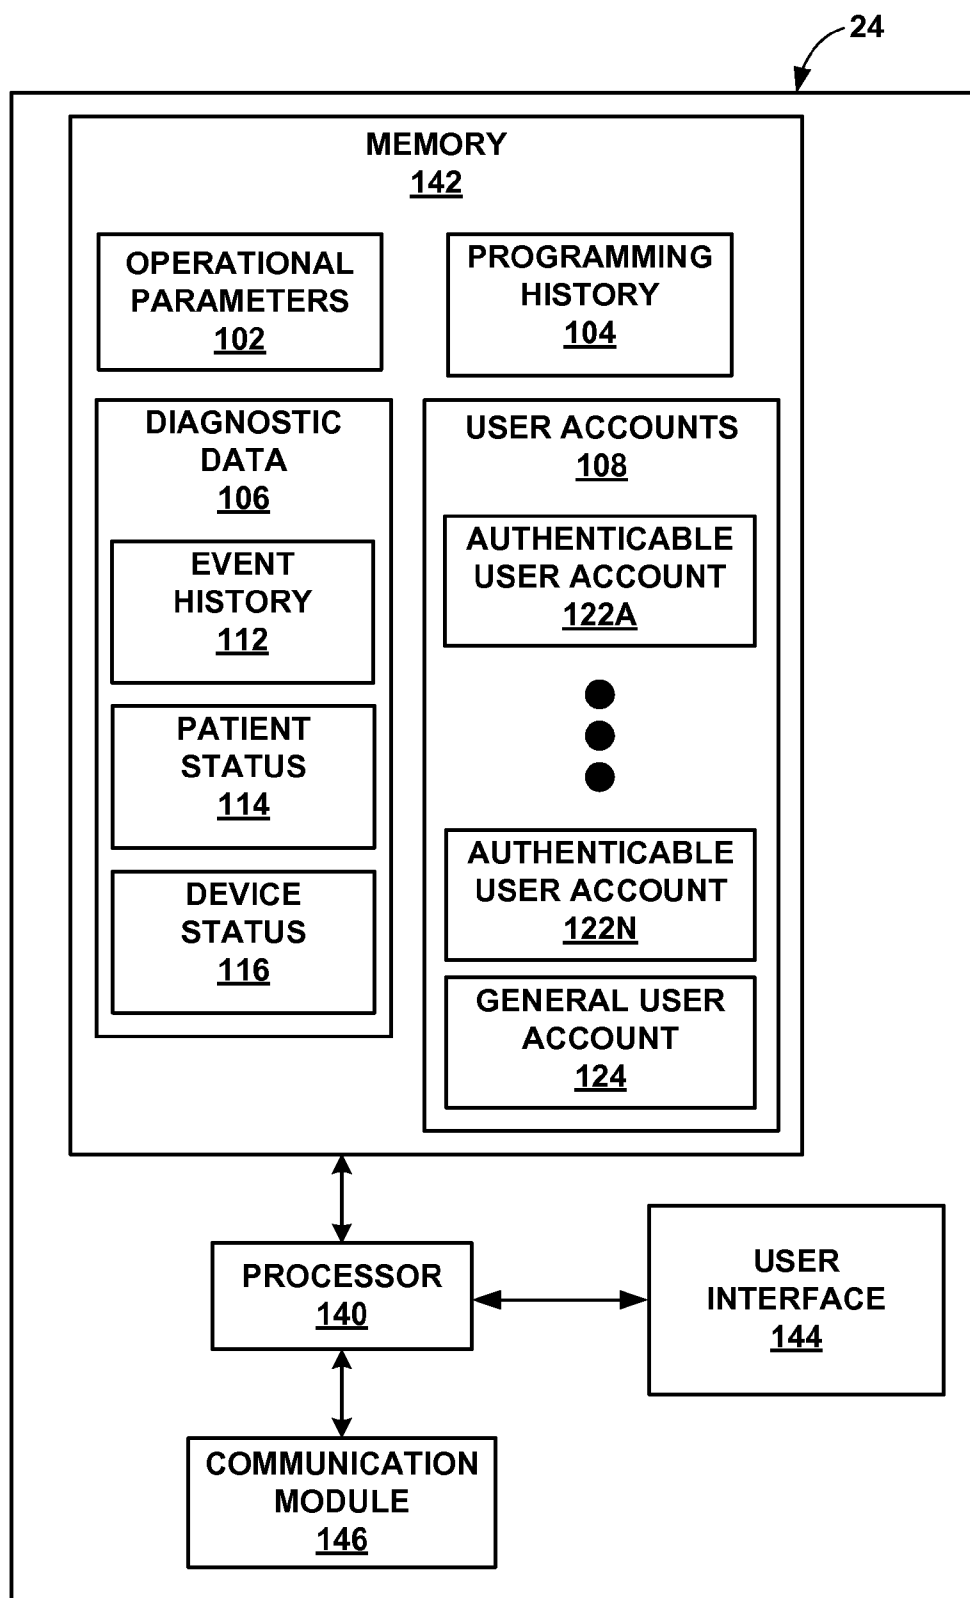 24
MEMORY
142
OPERATIONAL
PARAMETERS
102
PROGRAMMING
HISTORY
104
DIAGNOSTIC
DATA
106
EVENT
HISTORY
112
PATIENT
STATUS
114
DEVICE
STATUS
116
USER ACCOUNTS
108
AUTHENTICABLE
USER ACCOUNT
122A
AUTHENTICABLE
USER ACCOUNT
122N
GENERAL USER
ACCOUNT
124
PROCESSOR
140
USER
INTERFACE
144
COMMUNICATION
MODULE
146